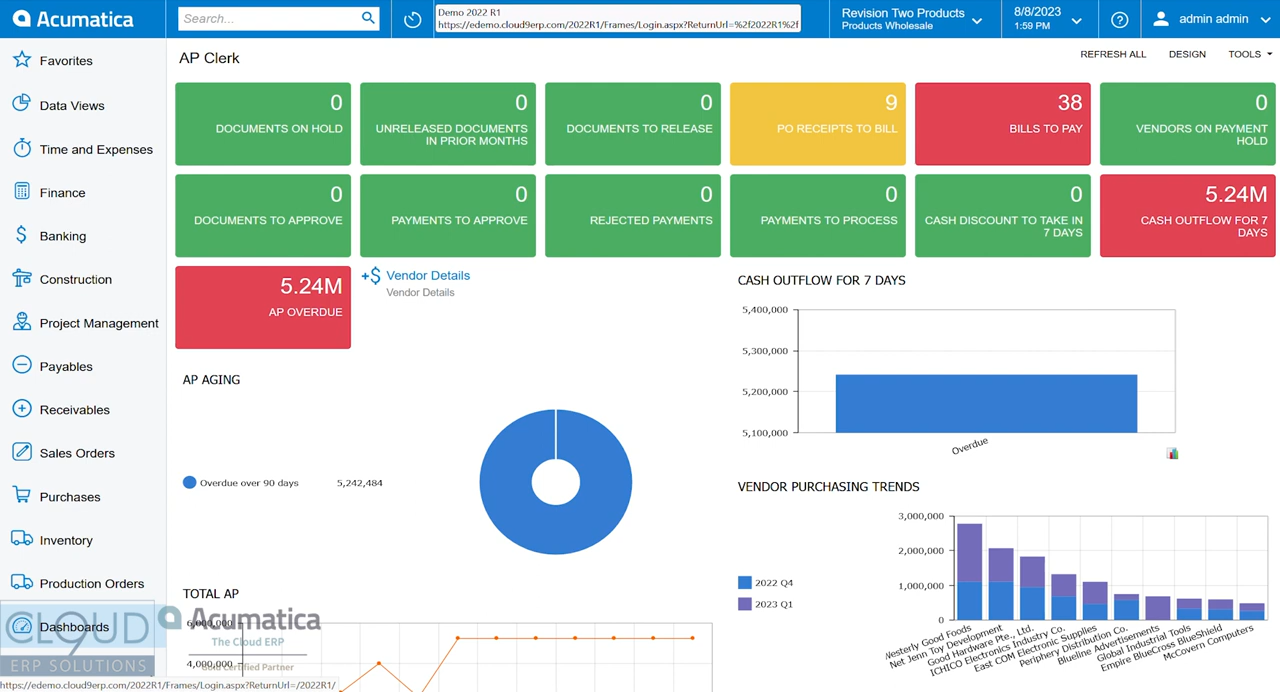 Acumatica
Search...
Demo 2022 R1
https://edemo.cloud9erp.com/2022R1/Frames/Login.aspx?ReturnUrl=%2f2022R1%2f
Revision Two Products
Products Wholesale
8/8/2023
1:59 PM
admin admin
Favorites
Data Views
Time and Expenses
Finance
Banking
Construction
Project Management
Payables
Receivables
Sales Orders
Purchases
Inventory
Production Orders
Dashboards
AP Clerk
REFRESH ALL
DESIGN
TOOLS
0
DOCUMENTS ON HOLD
0
UNRELEASED DOCUMENTS
IN PRIOR MONTHS
0
DOCUMENTS TO RELEASE
9
PO RECEIPTS TO BILL
38
BILLS TO PAY
0
VENDORS ON PAYMENT
HOLD
0
DOCUMENTS TO APPROVE
0
PAYMENTS TO APPROVE
0
REJECTED PAYMENTS
0
PAYMENTS TO PROCESS
0
CASH DISCOUNT TO TAKE IN
7 DAYS
5.24M
CASH OUTFLOW FOR 7
DAYS
5.24M
AP OVERDUE
Vendor Details
Vendor Details
AP AGING
Overdue over 90 days 5,242,484
CASH OUTFLOW FOR 7 DAYS
5,400,000
5,300,000
5,200,000
5,100,000
Overdue
VENDOR PURCHASING TRENDS
2022 Q4
2023 Q1
3,000,000
2,000,000
1,000,000
0
Westerly Good Foods
Net Jenn Toy Development
Good Hardware Pte., Ltd.
ICHICO Electronics Industry Co.
East COM Electronic Supplies
Periphery Distribution Co.
Blueline Advertisements
Global Industrial Tools
Empire BlueCross BlueShield
McCovern Computers
TOTAL AP
6,000,000
4,000,000
CLOUD
9
ERP SOLUTIONS
Acumatica
The Cloud ERP
Gold Certified Partner
https://edemo.cloud9erp.com/2022R1/Frames/Login.aspx?ReturnUrl=/2022R1/